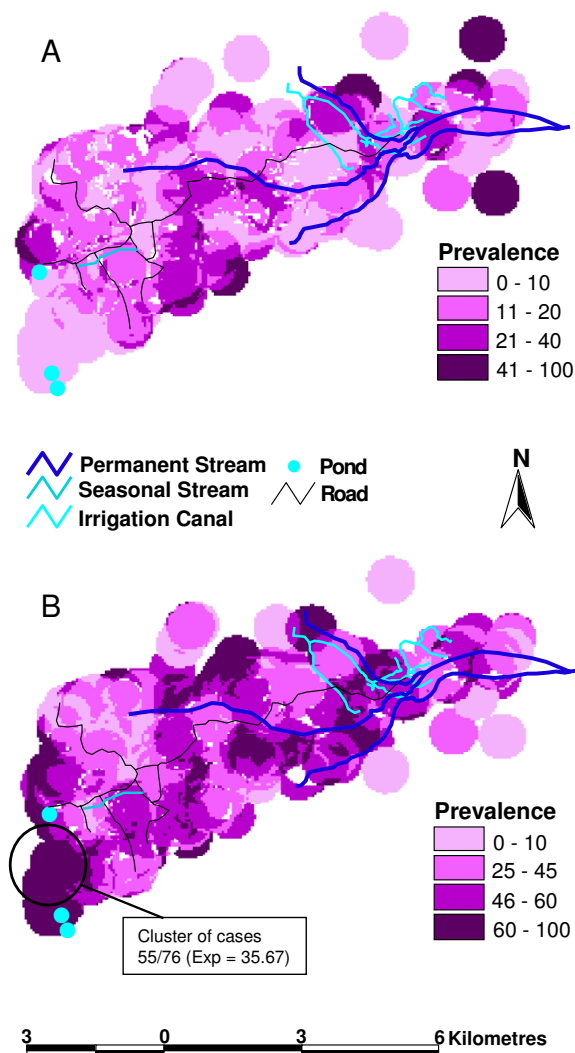 A
Prevalence
0 - 10
11 - 20
21 - 40
41 - 100
Permanent Stream
Seasonal Stream
Irrigation Canal
Pond
Road
N
B
Prevalence
0 - 10
25 - 45
46 - 60
60 - 100
Cluster of cases
55/76 (Exp = 35.67)
3 0 3 6 Kilometres